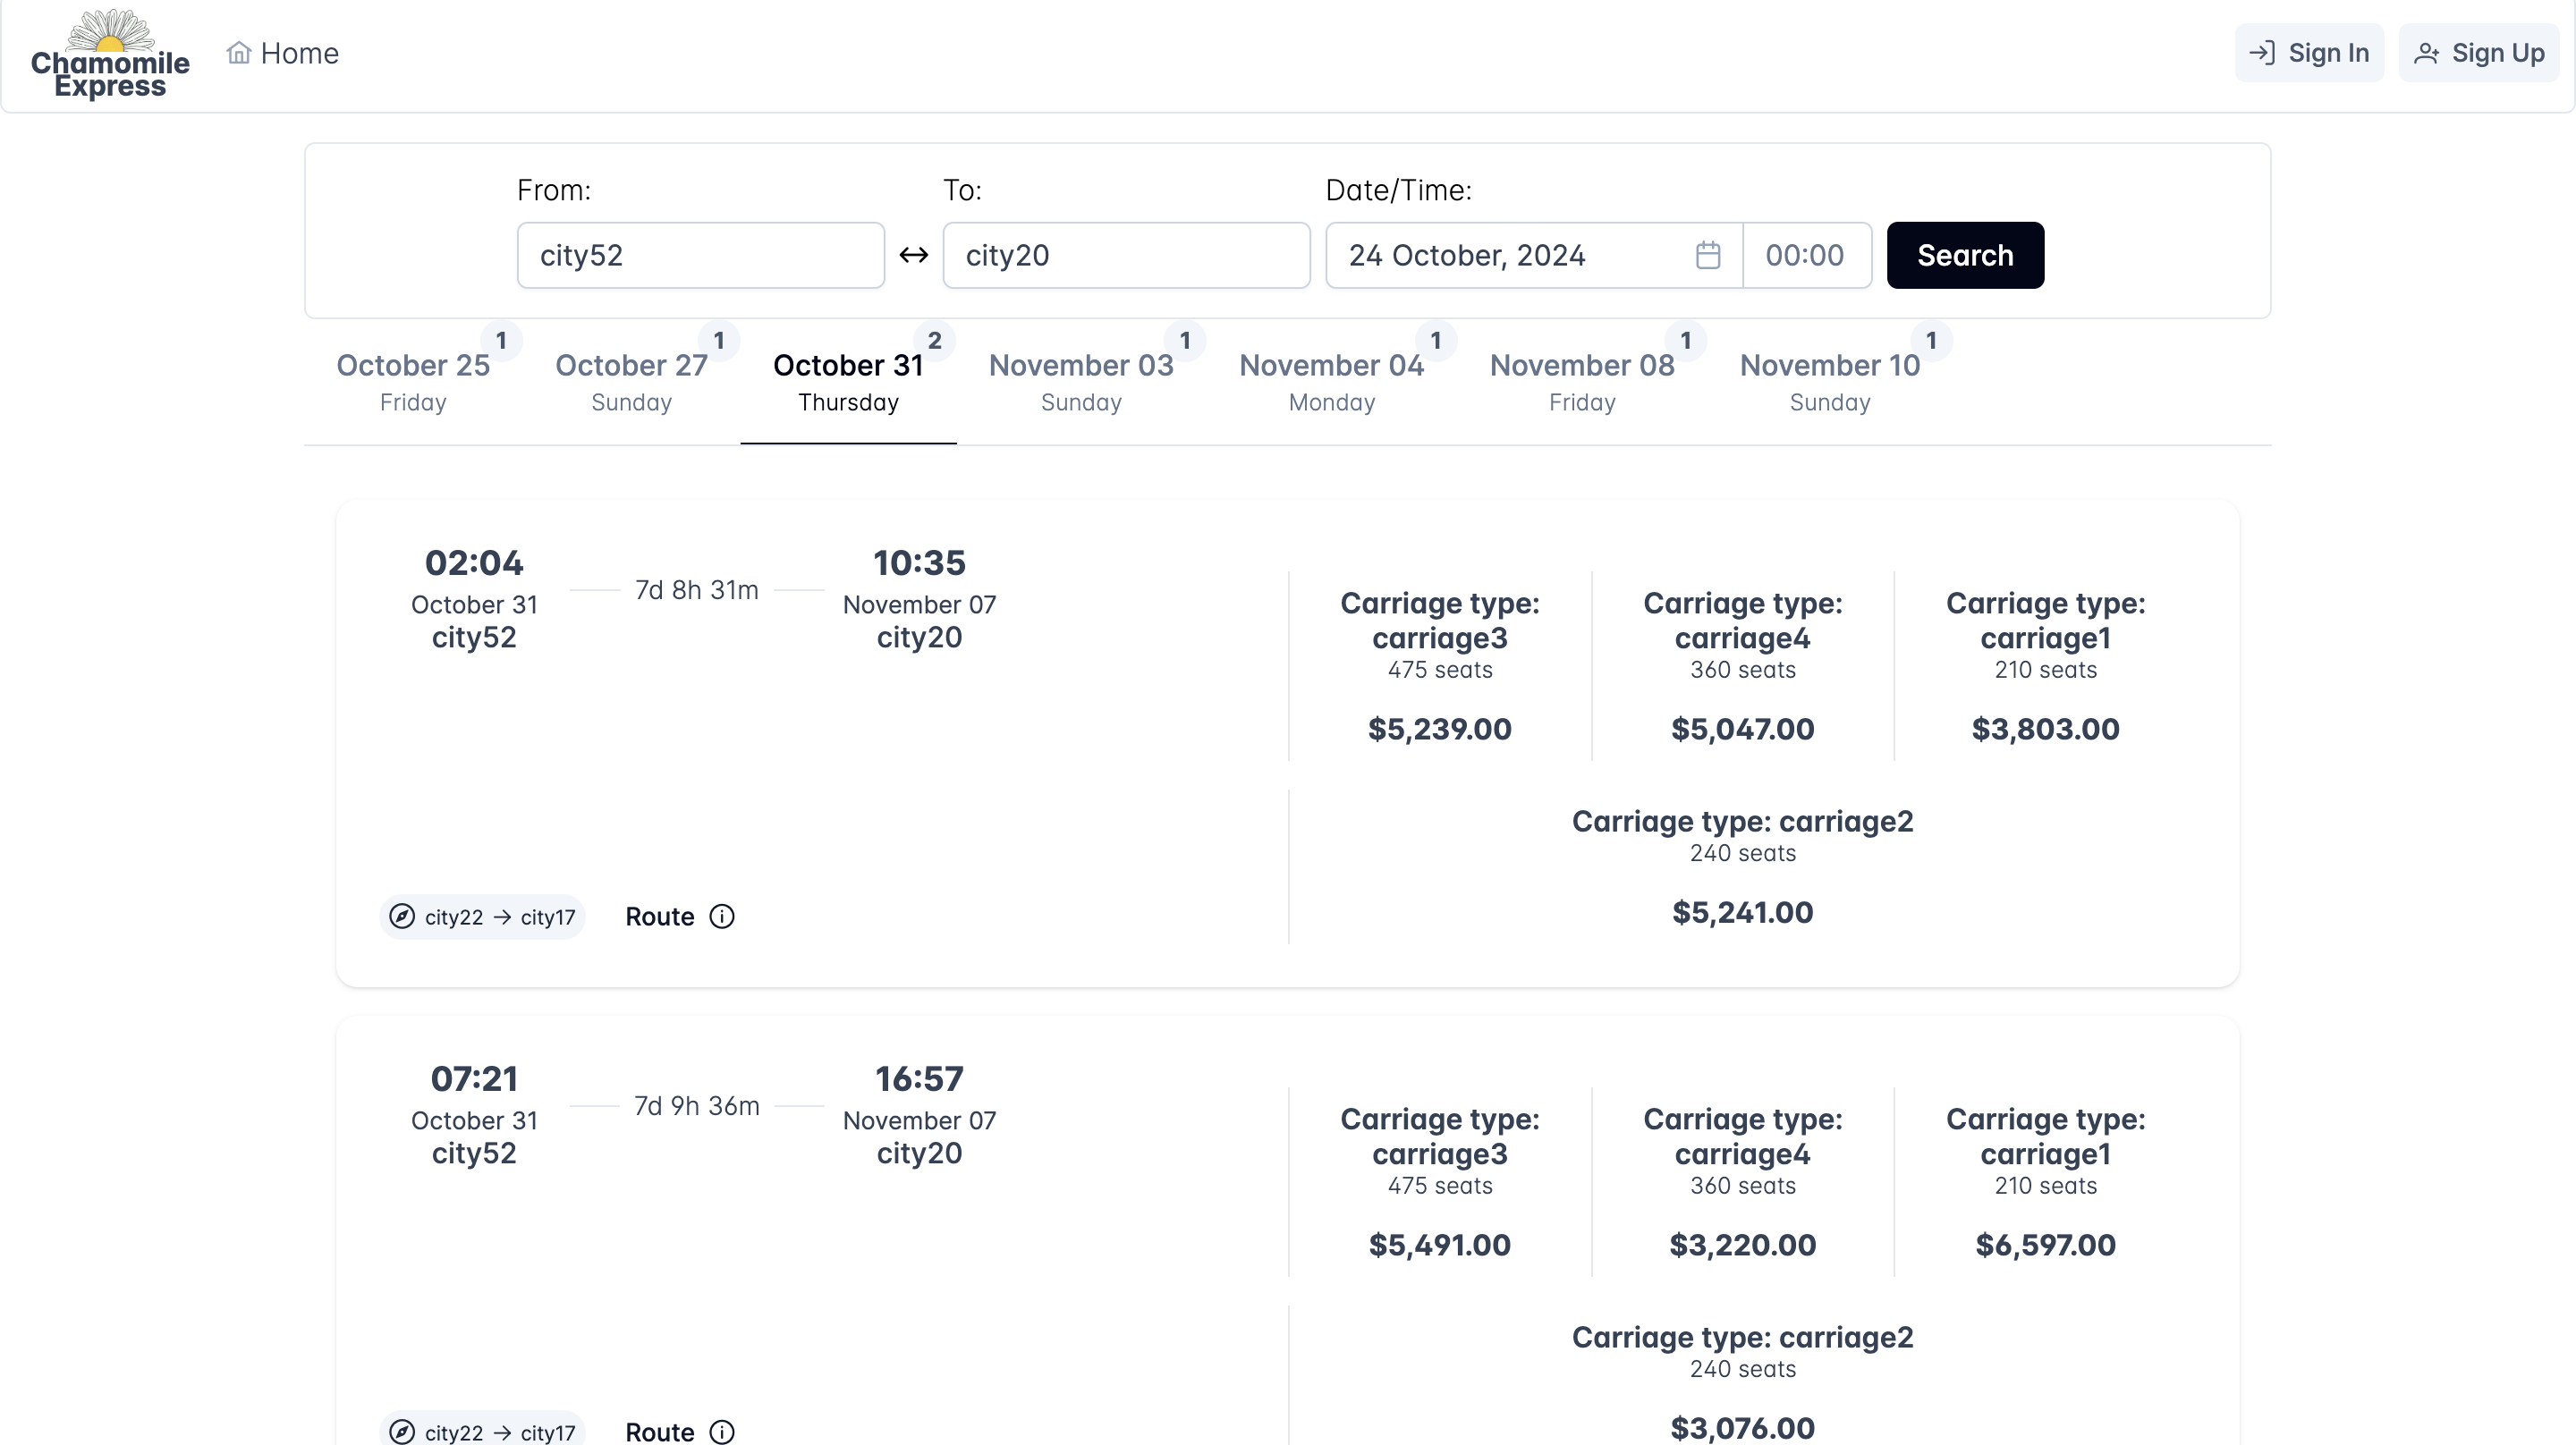 Chamomile
Express
Home
Sign In
Sign Up
From:
To:
Date/Time:
city52
city20
24 October, 2024
00:00
Search
1
1
2
1
1
1
1
October 25
October 27
October 31
November 03
November 04
November 08
November 10
Friday
Sunday
Thursday
Sunday
Monday
Friday
Sunday
02:04
October 31
city52
7d 8h 31m
10:35
November 07
city20
Carriage type:
carriage3
475 seats
$5,239.00
Carriage type:
carriage4
360 seats
$5,047.00
Carriage type:
carriage1
210 seats
$3,803.00
Carriage type: carriage2
240 seats
$5,241.00
city22 → city17
Route
07:21
October 31
city52
7d 9h 36m
16:57
November 07
city20
Carriage type:
carriage3
475 seats
$5,491.00
Carriage type:
carriage4
360 seats
$3,220.00
Carriage type:
carriage1
210 seats
$6,597.00
Carriage type: carriage2
240 seats
$3,076.00
city22 → city17
Route